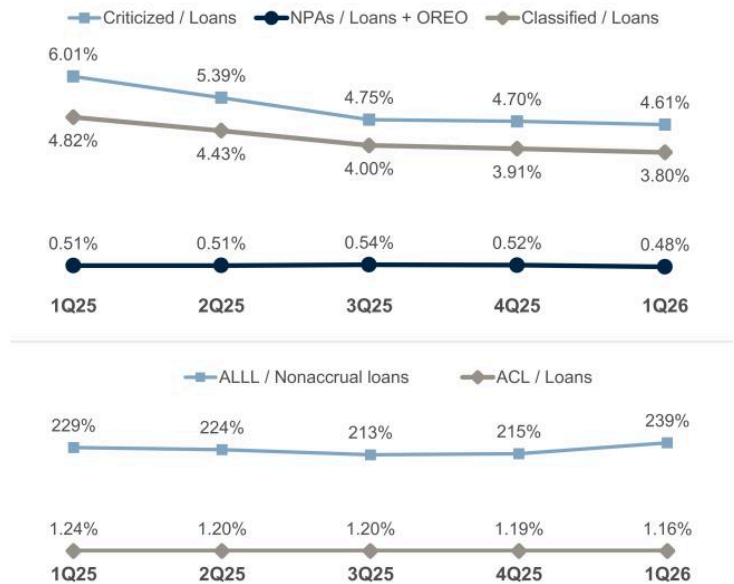 Criticized / Loans NPAs / Loans + OREO Classified / Loans
6.01% 5.39% 4.75% 4.70% 4.61%
4.82% 4.43% 4.00% 3.91% 3.80%
0.51% 0.51% 0.54% 0.52% 0.48%
1Q25 2Q25 3Q25 4Q25 1Q26
ALLL / Nonaccrual loans ACL / Loans
229% 224% 213% 215% 239%
1.24% 1.20% 1.20% 1.19% 1.16%
1Q25 2Q25 3Q25 4Q25 1Q26